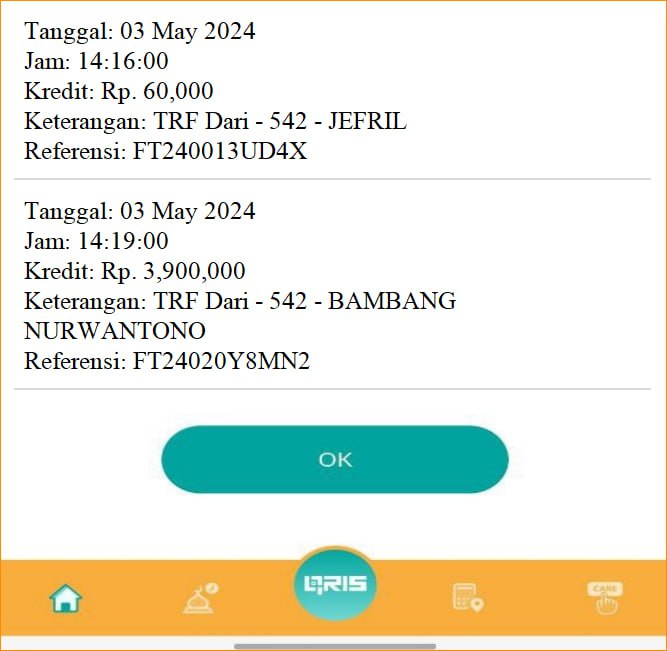 Tanggal: 03 May 2024
Jam: 14:16:00
Kredit: Rp. 60,000
Keterangan: TRF Dari - 542 - JEFRIL
Referensi: FT240013UD4X
Tanggal: 03 May 2024
Jam: 14:19:00
Kredit: Rp. 3,900,000
Keterangan: TRF Dari - 542 - BAMBANG
NURWANTONO
Referensi: FT24020Y8MN2
OK
QRIS
CARE